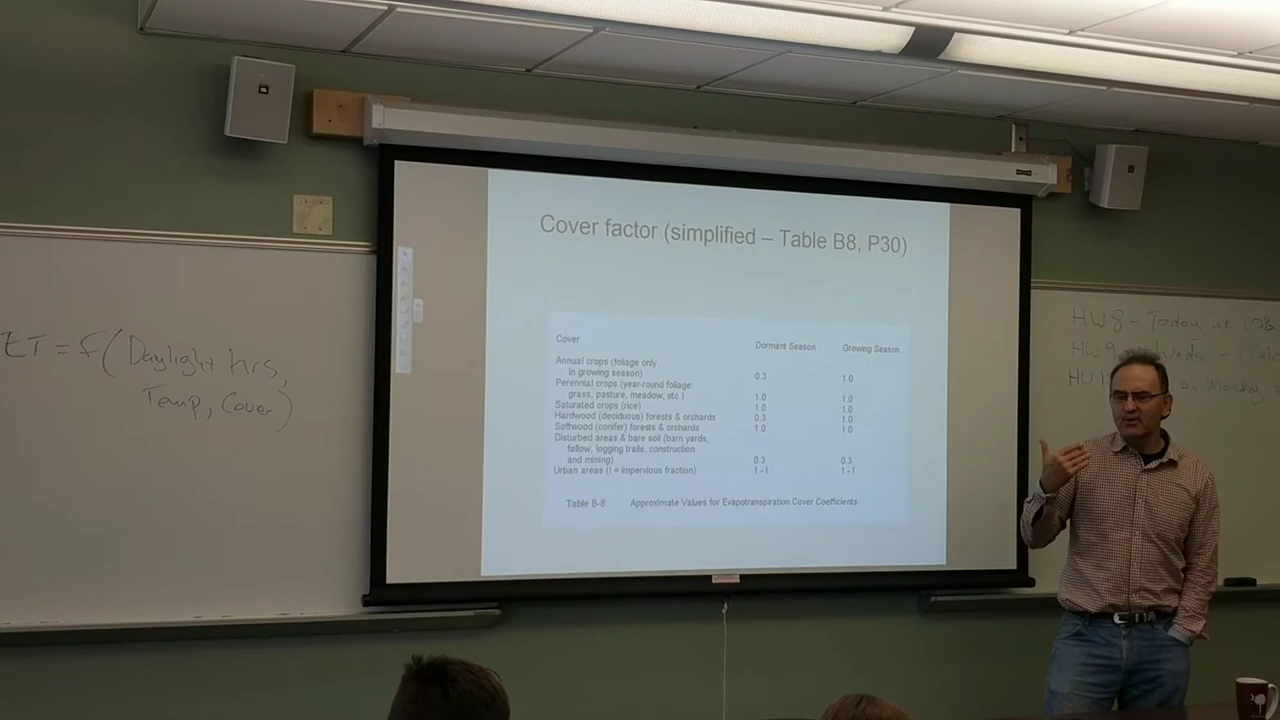 Cover factor (simplified – Table B8, P30)
Cover Dormant Season Growing Season
Annual crops (foliage only
in growing season) 0.3 1.0
Perennial crops (year-round foliage:
grass, pasture, meadow, etc.) 1.0 1.0
Saturated crops (rice) 1.0 1.0
Hardwood (deciduous) forests & orchards 0.3 1.0
Softwood (conifer) forests & orchards 1.0 1.0
Disturbed areas & bare soil (barn yards,
fallow, logging trails, construction
and mining) 0.3 0.3
Urban areas (I = impervious fraction) 1 - I 1 - I
Table B-8. Approximate Values for Evapotranspiration Cover Coefficients.
ET = f(Daylight hrs,
Temp, Cover)
HW8 - Today at
HW9
on Monday